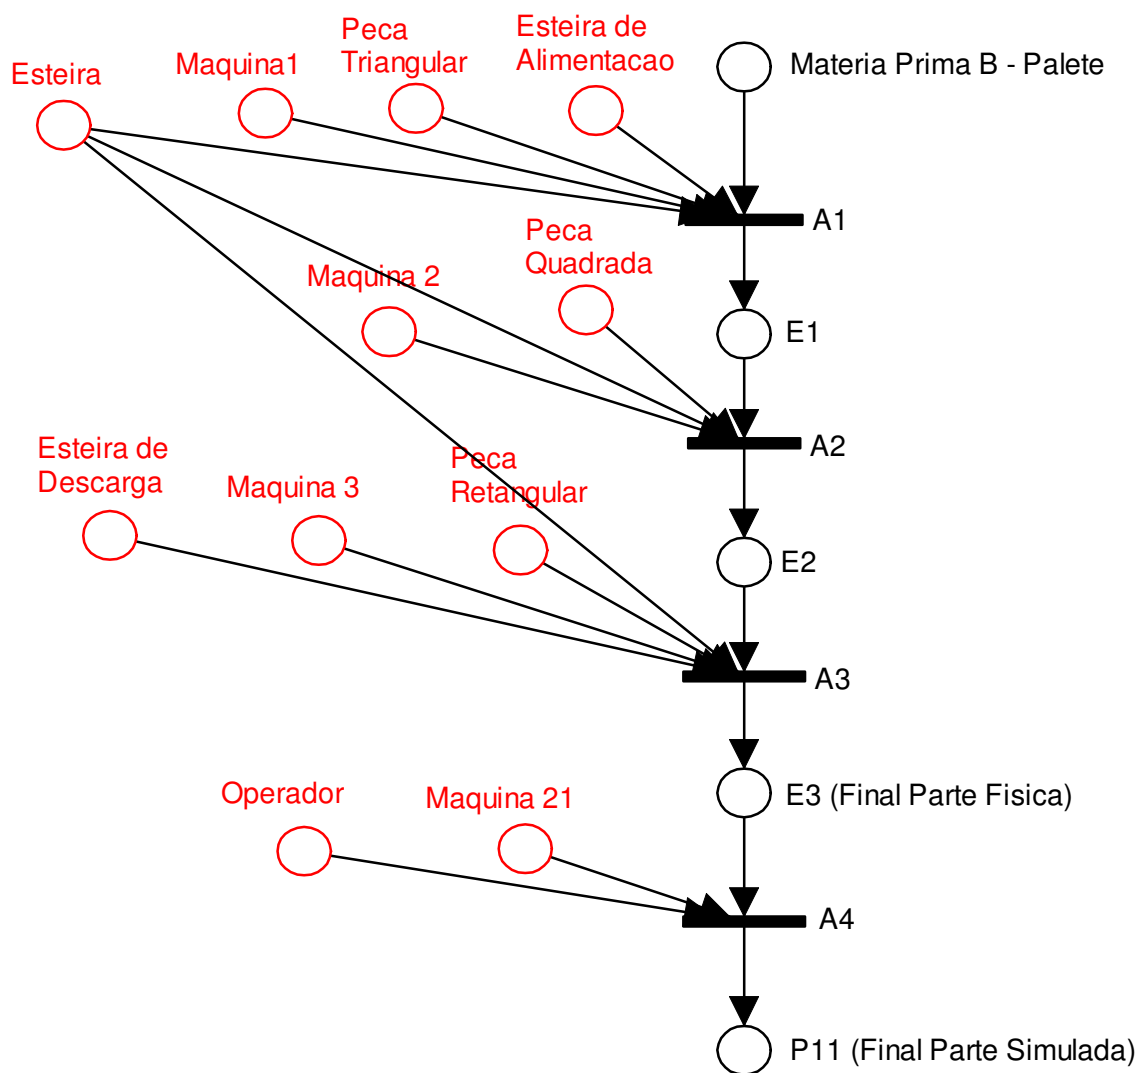 Peca
Triangular
Esteira de
Alimentacao
Materia Prima B - Palete
Esteira
Maquina1
A1
Peca
Quadrada
Maquina 2
E1
A2
Esteira de
Descarga
Maquina 3
Peca
Retangular
E2
A3
Operador
Maquina 21
E3 (Final Parte Fisica)
A4
P11 (Final Parte Simulada)